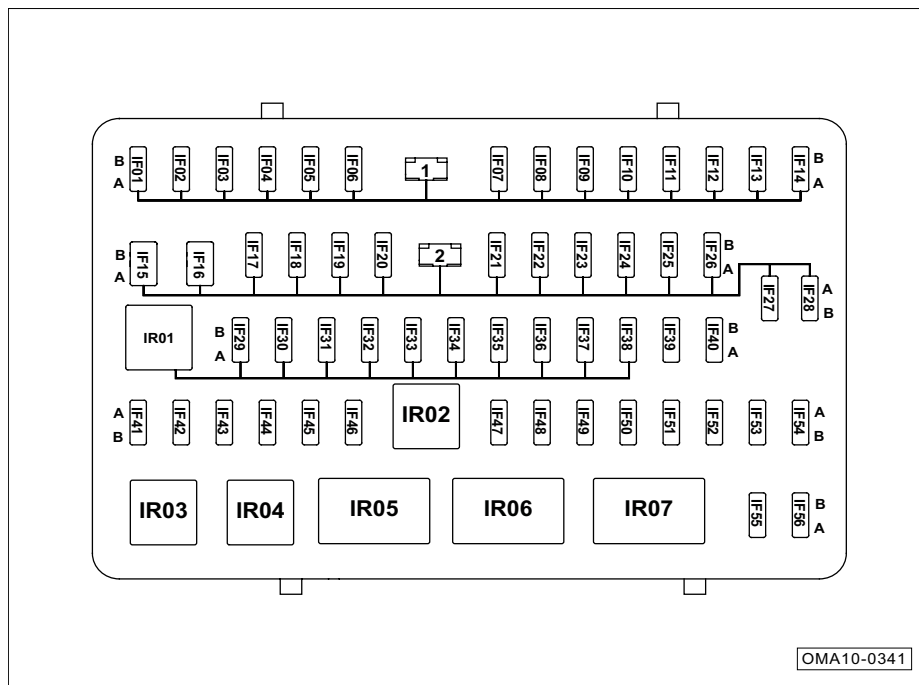 B IF01 IF02 IF03 IF04 IF05 IF06 1 IF07 IF08 IF09 IF10 IF11 IF12 IF13 IF14 B
A A
B IF15 IF16 IF17 IF18 IF19 IF20 2 IF21 IF22 IF23 IF24 IF25 IF26 B
A A
IF27 IF28 A
B
IR01 B IF29 IF30 IF31 IF32 IF33 IF34 IF35 IF36 IF37 IF38 IF39 IF40 B
A A
A IF41 IF42 IF43 IF44 IF45 IF46 IR02 IF47 IF48 IF49 IF50 IF51 IF52 IF53 IF54 A
B B
IR03 IR04 IR05 IR06 IR07 IF55 IF56 B
A
OMA10-0341